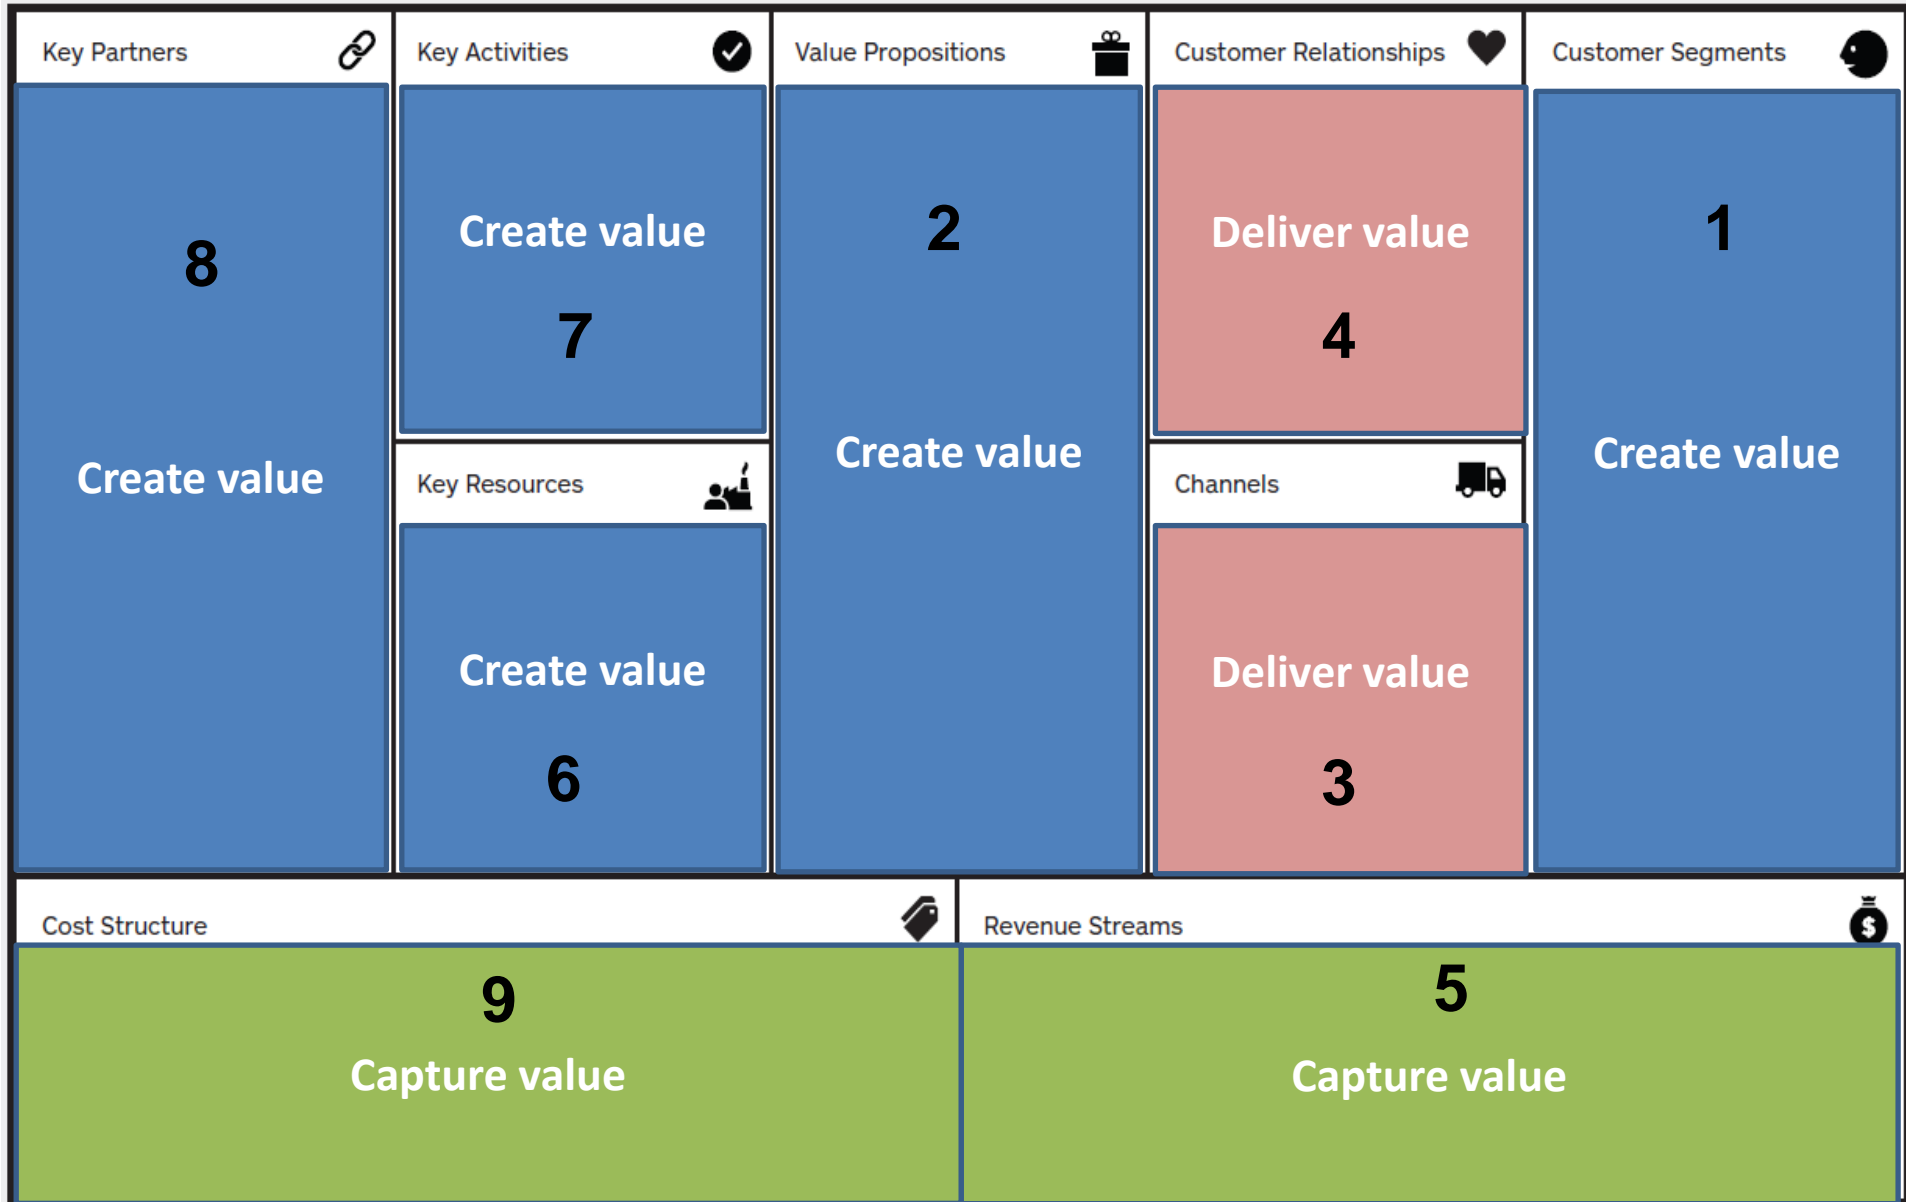 Key Partners
8
Create value
Key Activities
Create value
7
Key Resources
Create value
6
Value Propositions
2
Create value
Customer Relationships
Deliver value
4
Channels
Deliver value
3
Customer Segments
1
Create value
Cost Structure
9
Capture value
Revenue Streams
$
5
Capture value